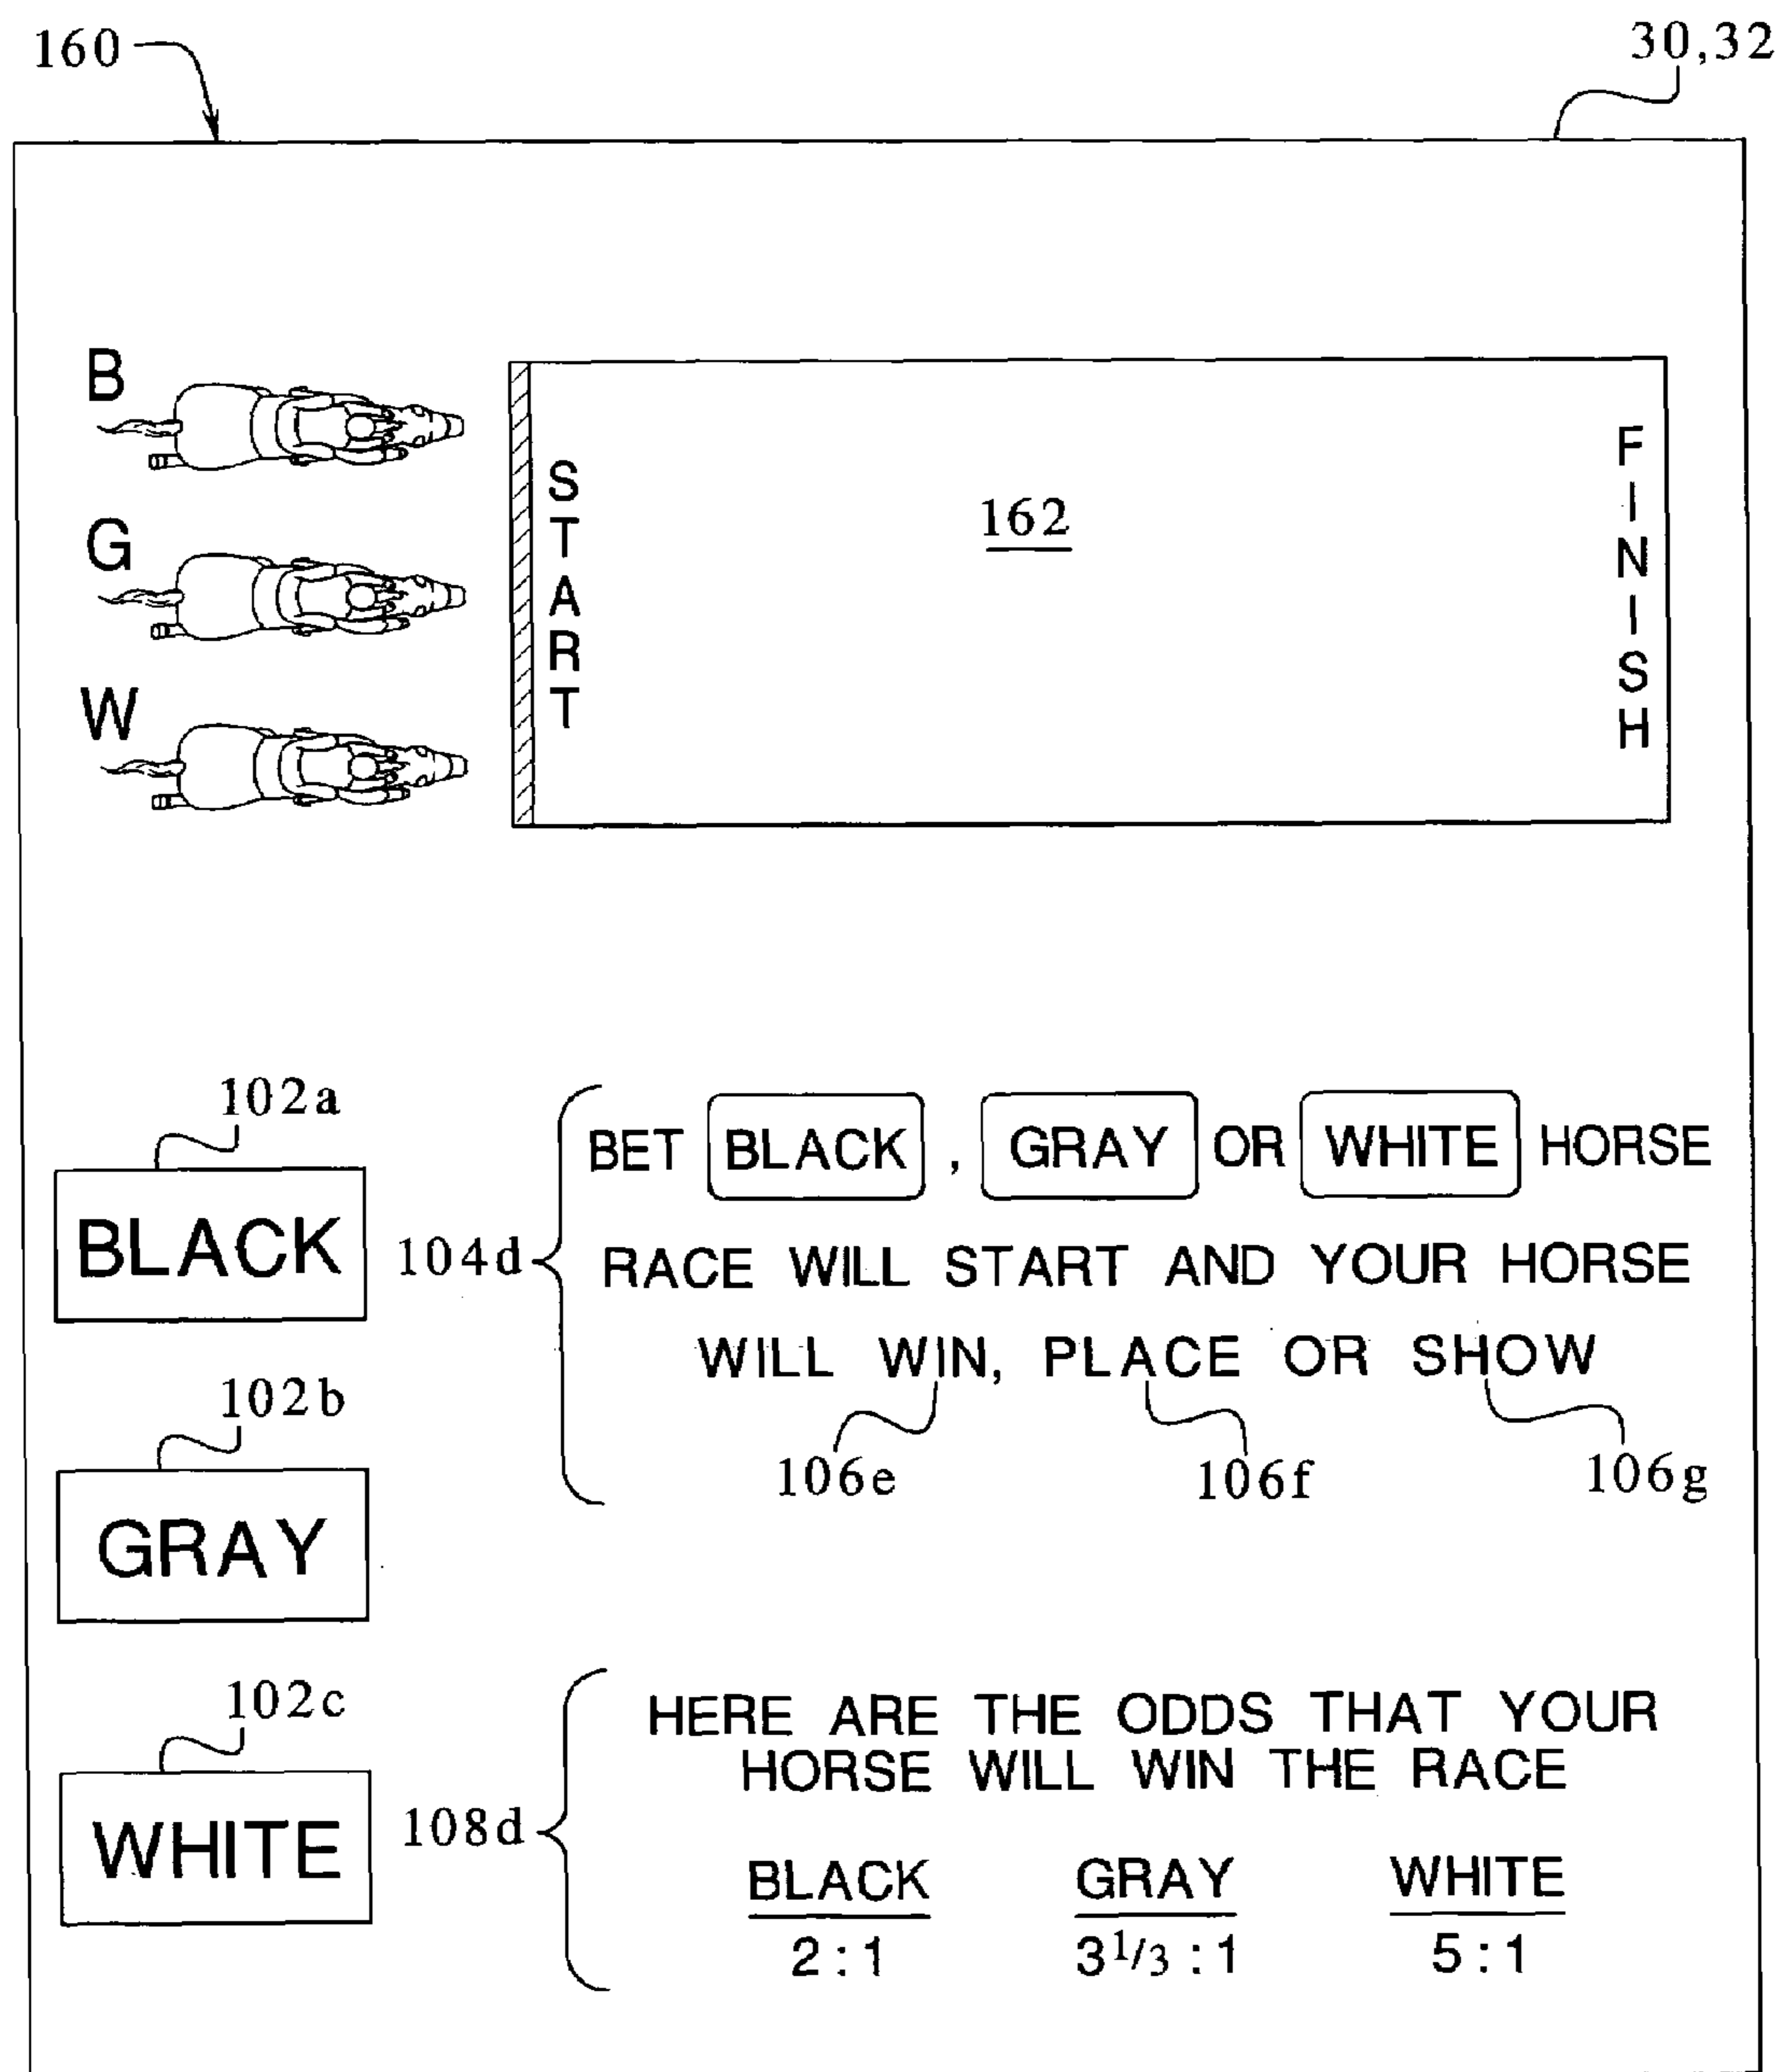 160
30,32
B
G
W
START
162
FINISH
102a
BLACK
102b
GRAY
102c
WHITE
104d
BET BLACK, GRAY OR WHITE HORSE
RACE WILL START AND YOUR HORSE
WILL WIN, PLACE OR SHOW
106e 106f 106g
108d
HERE ARE THE ODDS THAT YOUR
HORSE WILL WIN THE RACE
BLACK GRAY WHITE
2:1 3 1/3 :1 5:1